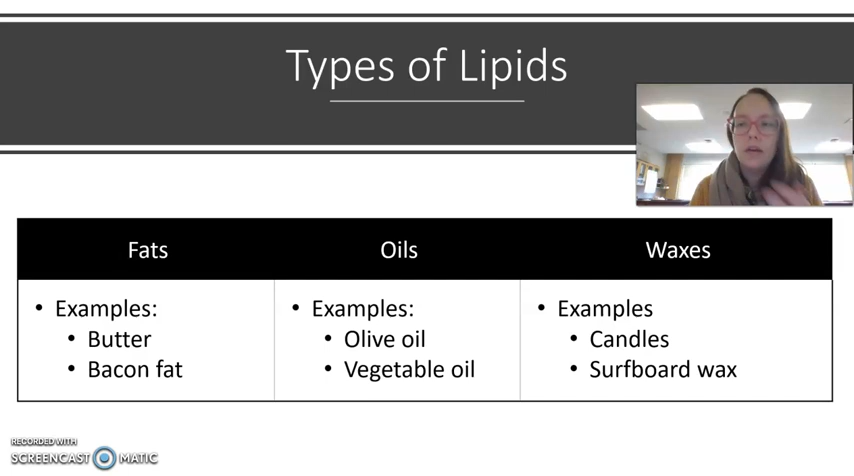 Types of Lipids
Fats
Oils
Waxes
• Examples:
• Butter
• Bacon fat
• Examples:
• Olive oil
• Vegetable oil
• Examples
• Candles
• Surfboard wax
RECORDED WITH
SCREENCAST MATIC